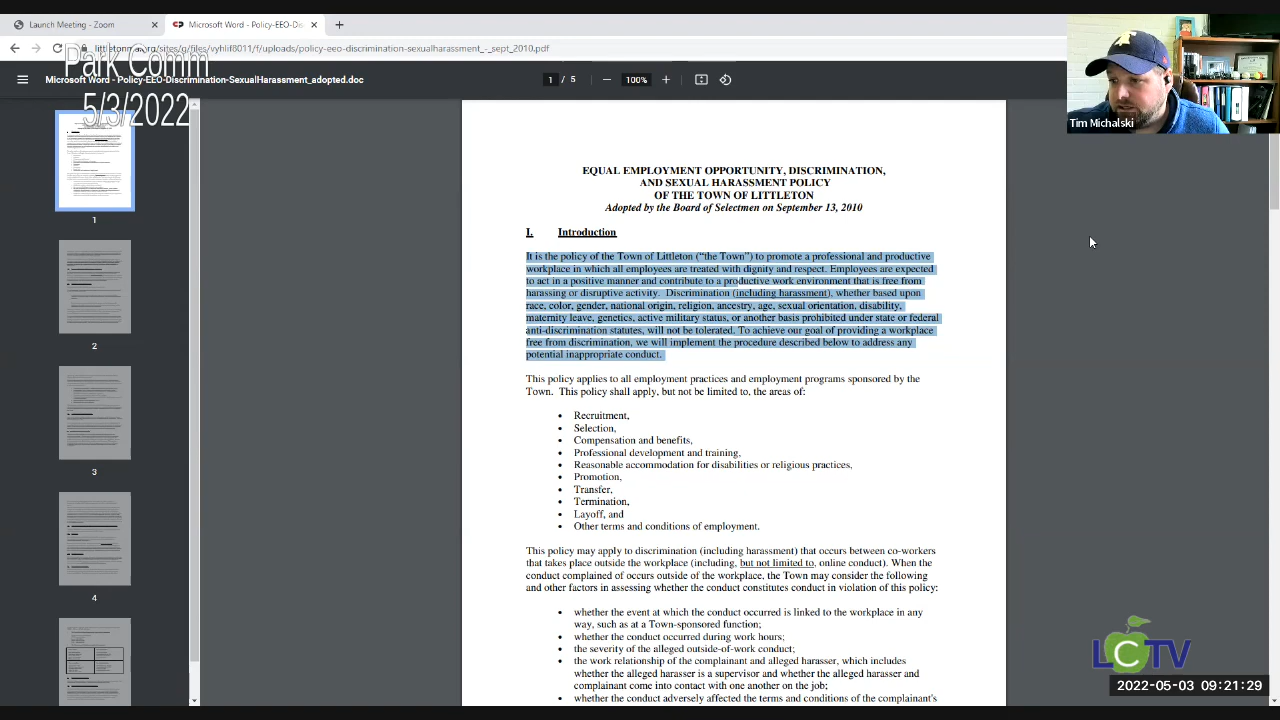 Launch Meeting - Zoom
Microsoft Word - Policy-EEO-Dis
littletonma.org/sites/g/files/vyhlif8011/f/uploads/policy-eeo-discrimination-sexualharassment_-_sept_2010.pdf
Park Comm
5/3/2022
Microsoft Word - Policy-EEO-Discrimination-SexualHarassment_adopted.doc
1 / 5
100%
Tim Michalski
1
2
3
4
EQUAL EMPLOYMENT OPPORTUNITY, DISCRIMINATION,
AND SEXUAL HARASSMENT POLICY
OF THE TOWN OF LITTLETON
Adopted by the Board of Selectmen on September 13, 2010
I. Introduction
It is the policy of the Town of Littleton (“the Town”) to promote a professional and productive
workplace in which all employees are treated with dignity and respect. Employees are expected
to act in a positive manner and contribute to a productive work environment that is free from
harassing or disruptive activity. Discrimination (including harassment), whether based upon
race, color, gender, national origin, religion, ancestry, age, sexual orientation, disability,
maternity leave, genetics, active military status, or another basis prohibited under state or federal
anti-discrimination statutes, will not be tolerated. To achieve our goal of providing a workplace
free from discrimination, we will implement the procedure described below to address any
potential inappropriate conduct.
This policy applies to all employment practices and employment programs sponsored by the
Town. This policy shall apply, but not be limited to, the areas of:
• Recruitment,
• Selection,
• Compensation and benefits,
• Professional development and training,
• Reasonable accommodation for disabilities or religious practices,
• Promotion,
• Transfer,
• Termination,
• Layoff, and
• Other terms and conditions of employment.
This policy may apply to discrimination (including harassment) that occurs between co-workers
that takes place outside the workplace (including, but not limited to, online conduct). When the
conduct complained of occurs outside of the workplace, the Town may consider the following
and other factors in assessing whether the conduct constitutes conduct in violation of this policy:
• whether the event at which the conduct occurred is linked to the workplace in any
way, such as at a Town-sponsored function;
• whether the conduct occurred during work hours;
• the severity of the alleged outside-of-work conduct;
• the work relationship of the complainant and alleged harasser, which includes
whether the alleged harasser is a supervisor and whether the alleged harasser and
complainant come into contact with one another on the job;
• whether the conduct adversely affected the terms and conditions of the complainant's
LCTV
2022-05-03 09:21:29